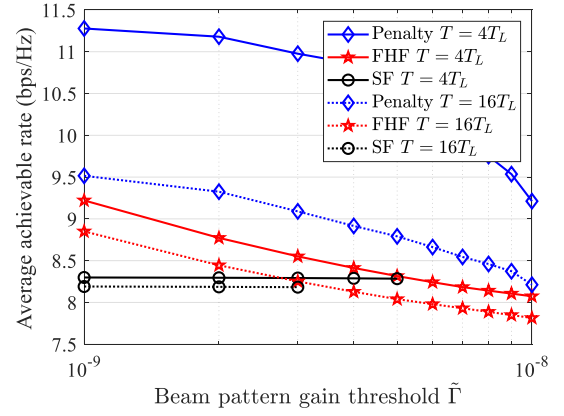 11.5
11
10.5
10
9.5
9
8.5
8
7.5
Average achievable rate (bps/Hz)
Penalty T = 4T_L
FHF T = 4T_L
SF T = 4T_L
Penalty T = 16T_L
FHF T = 16T_L
SF T = 16T_L
10^-9
10^-8
Beam pattern gain threshold Γ̃